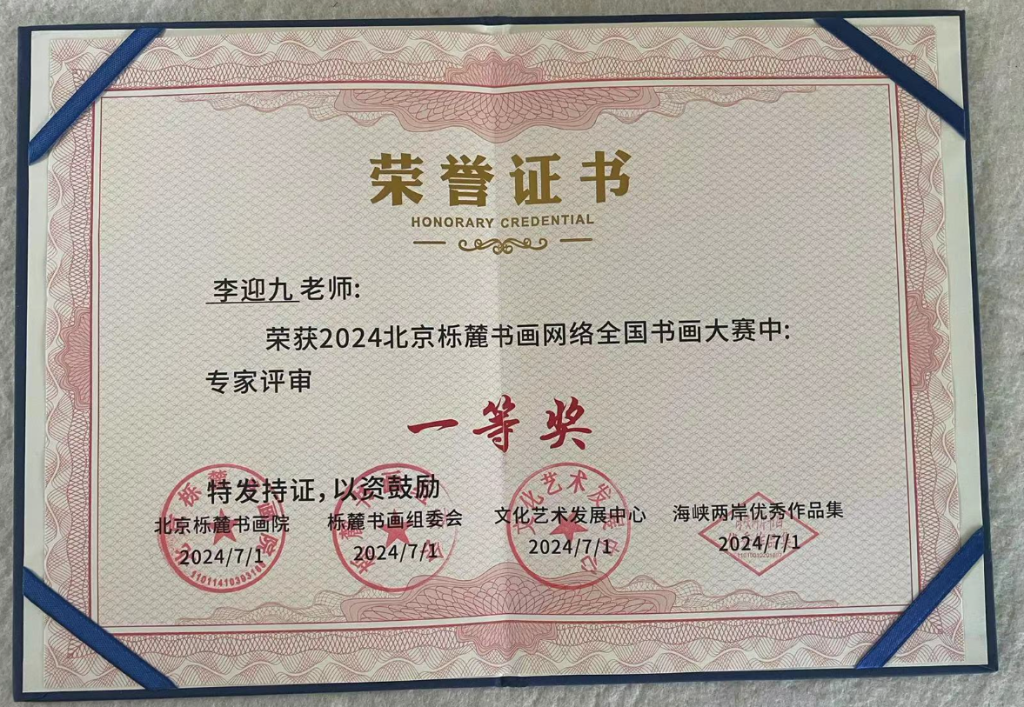 荣誉证书
HONORARY CREDENTIAL
李迎九老师:
荣获2024北京栎麓书画网络全国书画大赛中:
专家评审
一等奖
特发持证,以资鼓励
北京栎麓书画院 栎麓书画组委会 文化艺术发展中心 海峡两岸优秀作品集
2024/7/1 2024/7/1 2024/7/1 2024/7/1